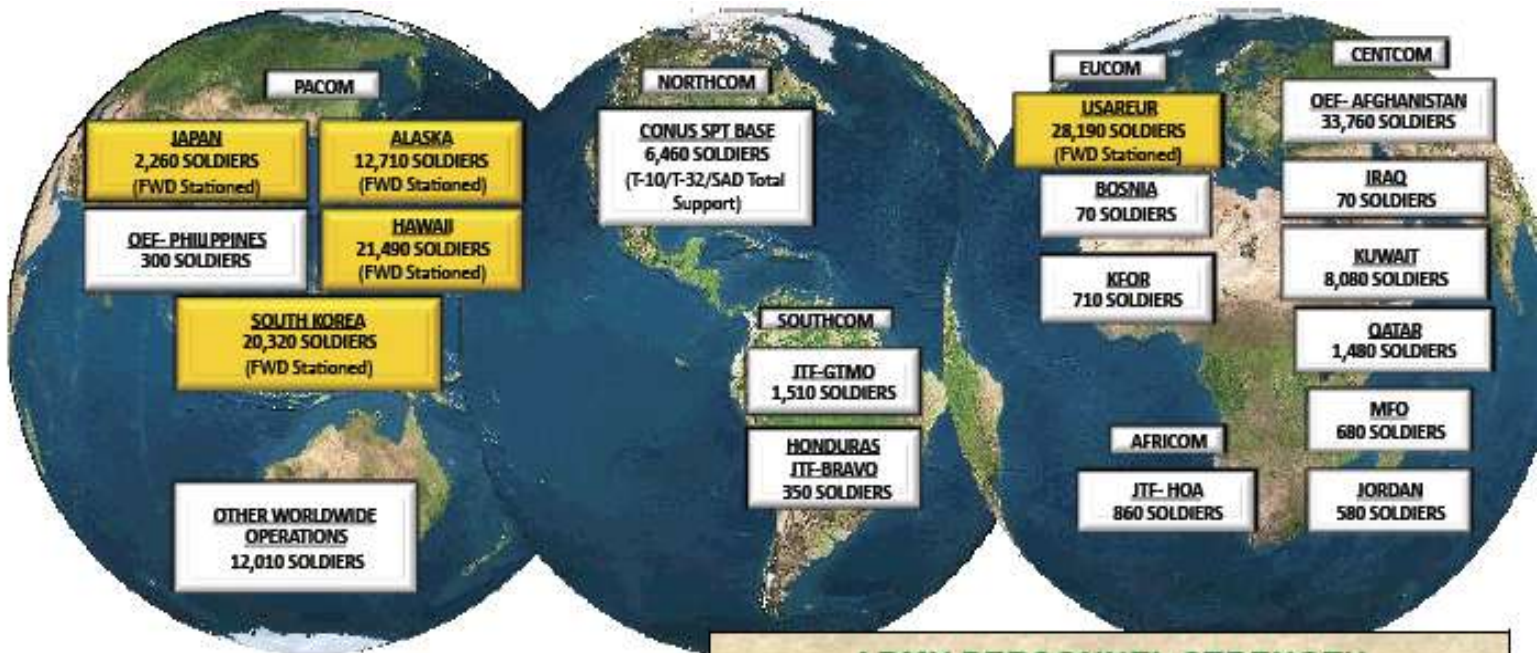 PACOM
JAPAN
2,260 SOLDIERS
(FWD Stationed)
ALASKA
12,710 SOLDIERS
(FWD Stationed)
OEF- PHILIPPINES
300 SOLDIERS
HAWAII
21,490 SOLDIERS
(FWD Stationed)
SOUTH KOREA
20,320 SOLDIERS
(FWD Stationed)
OTHER WORLDWIDE
OPERATIONS
12,010 SOLDIERS
NORTHCOM
CONUS SPT BASE
6,460 SOLDIERS
(T-10/T-32/SAD Total
Support)
SOUTHCOM
JTF-GTMO
1,510 SOLDIERS
HONDURAS
JTF-BRAVO
350 SOLDIERS
EUCOM
USAREUR
28,190 SOLDIERS
(FWD Stationed)
BOSNIA
70 SOLDIERS
KFOR
710 SOLDIERS
AFRICOM
JTF- HOA
860 SOLDIERS
CENTCOM
OEF- AFGHANISTAN
33,760 SOLDIERS
IRAQ
70 SOLDIERS
KUWAIT
8,080 SOLDIERS
QATAR
1,480 SOLDIERS
MFO
680 SOLDIERS
JORDAN
580 SOLDIERS
ARMY PERSONNEL STRENGTH